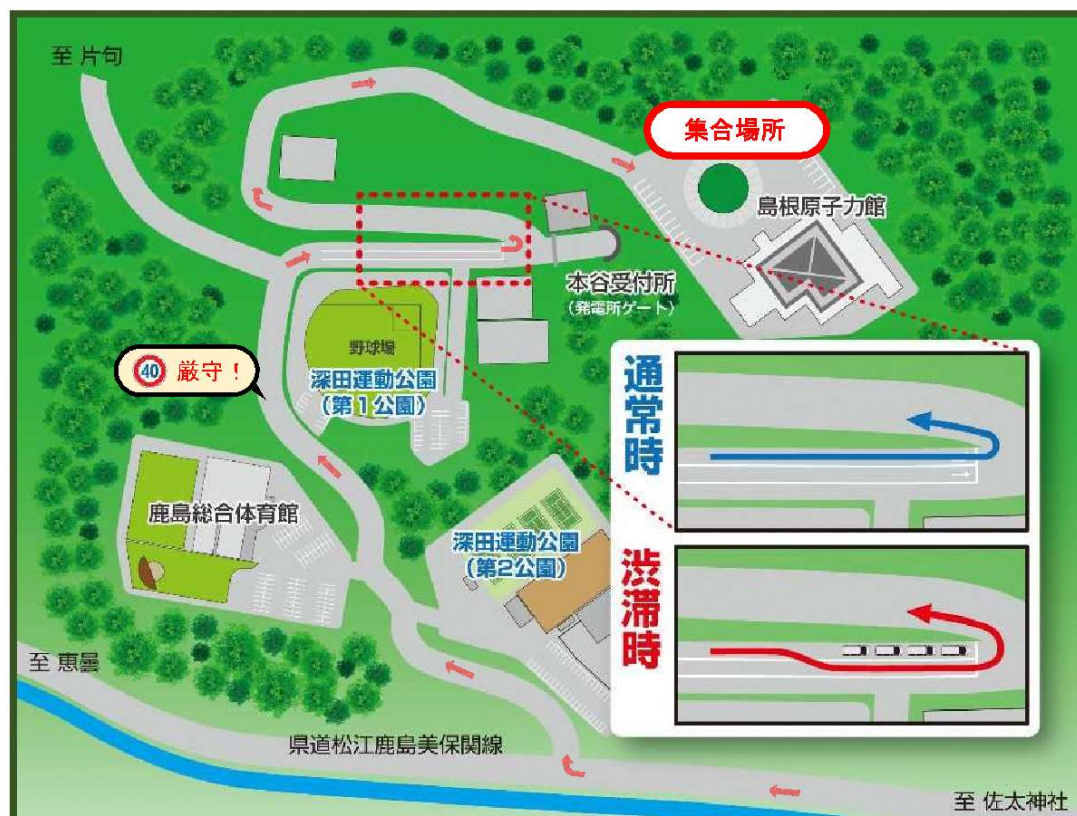 至 片句
集合場所
島根原子力館
本谷受付所
(発電所ゲート)
野球場
40 厳守！
深田運動公園
(第1公園)
通常時
鹿島総合体育館
深田運動公園
(第2公園)
渋滞時
至 恵曇
県道松江鹿島美保関線
至 佐太神社